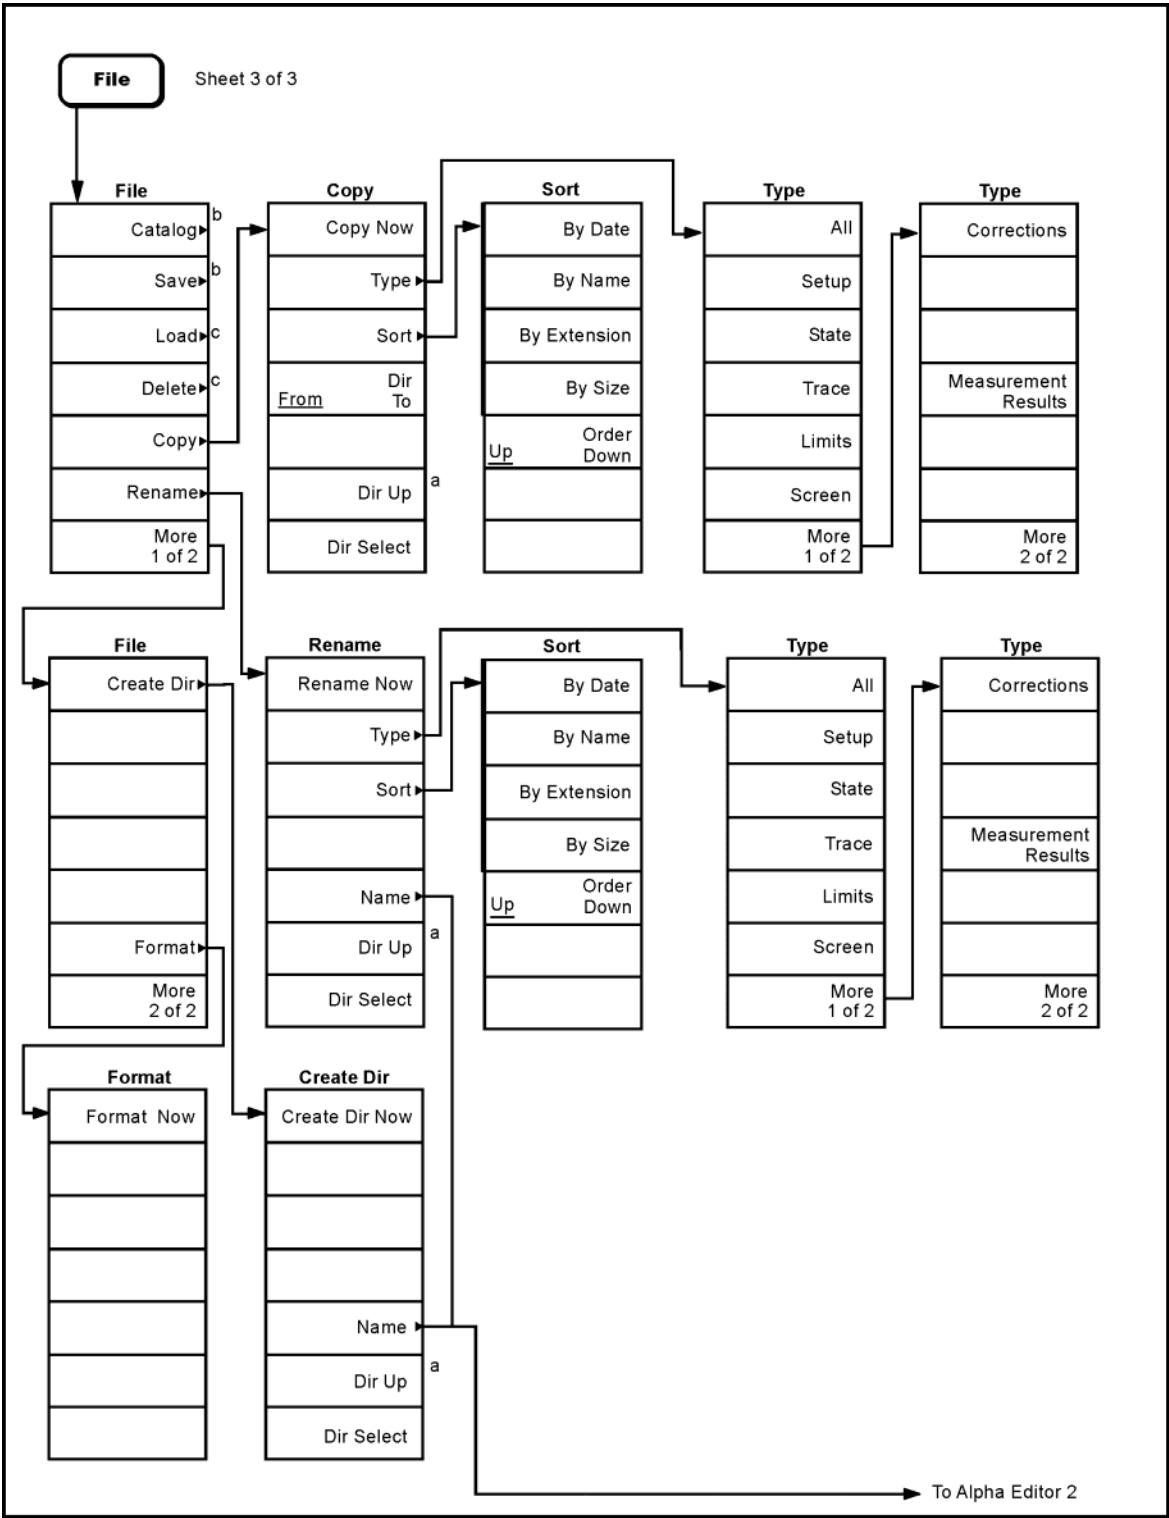 File
Sheet 3 of 3
File
Catalog
b
Save
b
Load
c
Delete
c
Copy
Rename
More
1 of 2
Copy
Copy Now
Type
Sort
Dir
From To
Dir Up
a
Dir Select
Sort
By Date
By Name
By Extension
By Size
Order
Up Down
Type
All
Setup
State
Trace
Limits
Screen
More
1 of 2
Type
Corrections
Measurement
Results
More
2 of 2
File
Create Dir
Format
More
2 of 2
Rename
Rename Now
Type
Sort
Name
Dir Up
a
Dir Select
Sort
By Date
By Name
By Extension
By Size
Order
Up Down
Type
All
Setup
State
Trace
Limits
Screen
More
1 of 2
Type
Corrections
Measurement
Results
More
2 of 2
Format
Format Now
Create Dir
Create Dir Now
Name
Dir Up
a
Dir Select
To Alpha Editor 2